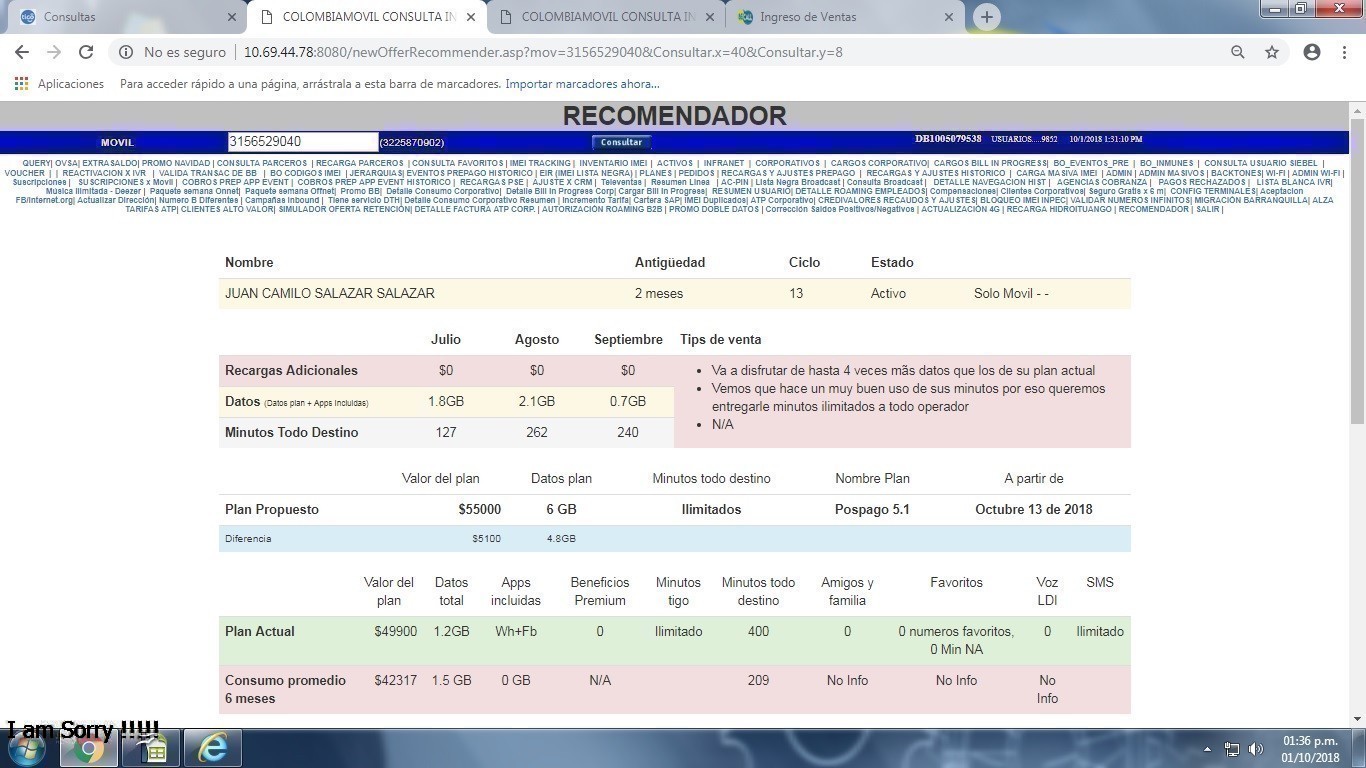 Consultas
COLOMBIAMOVIL CONSULTA IN
COLOMBIAMOVIL CONSULTA IN
Ingreso de Ventas
No es seguro | 10.69.44.78:8080/newOfferRecommender.asp?mov=3156529040&Consultar.x=40&Consultar.y=8
Aplicaciones Para acceder rápido a una página, arrástrala a esta barra de marcadores. Importar marcadores ahora...
RECOMENDADOR
MOVIL 3156529040 (3225870902) Consultar DB1005079538 USUARIOS.....9852 10/1/2018 1:31:10 PM
QUERY| OVSA| EXTRASALDO| PROMO NAVIDAD | CONSULTA PARCEROS | RECARGA PARCEROS | CONSULTA FAVORITOS | IMEI TRACKING | INVENTARIO IMEI | ACTIVOS | INFRANET | CORPORATIVOS | CARGOS CORPORATIVO| CARGOS BILL IN PROGRESS| BO_EVENTOS_PRE | BO_INMUNES | CONSULTA USUARIO SIEBEL |
VOUCHER | | REACTIVACION X IVR | VALIDA TRANSAC DE BB | BO CODIGOS IMEI | JERARQUIAS| EVENTOS PREPAGO HISTORICO | EIR (IMEI LISTA NEGRA) | PLANES | PEDIDOS | RECARGAS Y AJUSTES PREPAGO | RECARGAS Y AJUSTES HISTORICO | CARGA MASIVA IMEI | ADMIN | ADMIN MASIVOS | BACKTONES| WI-FI | ADMIN WI-FI |
Suscripciones | SUSCRIPCIONES x Movil | COBROS PREP APP EVENT | COBROS PREP APP EVENT HISTORICO | RECARGAS PSE | AJUSTE X CRM | Televentas | Resumen Linea | AC-PIN | Lista Negra Broadcast | Consulta Broadcast | DETALLE NAVEGACION HIST | AGENCIAS COBRANZA | PAGOS RECHAZADOS | LISTA BLANCA IVR|
Musica Ilimitada - Deezer | Paquete semana Onnet| Paquete semana Offnet| Promo BB| Detalle Consumo Corporativo| Detalle Bill In Progress Corp| Cargar Bill In Progress| RESUMEN USUARIO| DETALLE ROAMING EMPLEADOS| Compensaciones| Clientes Corporativos| Seguro Gratis x 6 m| CONFIG TERMINALES| Aceptacion
FB/Internet.org| Actualizar Dirección| Numero B Diferentes | Campañas Inbound | Tiene servicio DTH| Detalle Consumo Corporativo Resumen | Incremento Tarifa| Cartera SAP| IMEI Duplicados| ATP Corporativo| CREDIVALORES RECAUDOS Y AJUSTES| BLOQUEO IMEI INPEC| VALIDAR NUMEROS INFINITOS| MIGRACIÓN BARRANQUILLA| ALZA
TARIFAS ATP| CLIENTES ALTO VALOR| SIMULADOR OFERTA RETENCIÓN| DETALLE FACTURA ATP CORP. | AUTORIZACIÓN ROAMING B2B | PROMO DOBLE DATOS | Corrección Saldos Positivos/Negativos | ACTUALIZACIÓN 4G | RECARGA HIDROITUANGO | RECOMENDADOR | SALIR |
Nombre Antigüedad Ciclo Estado
JUAN CAMILO SALAZAR SALAZAR 2 meses 13 Activo Solo Movil - -
Julio Agosto Septiembre Tips de venta
Recargas Adicionales $0 $0 $0
Datos (Datos plan + Apps Incluidas) 1.8GB 2.1GB 0.7GB
Minutos Todo Destino 127 262 240
• Va a disfrutar de hasta 4 veces mãs datos que los de su plan actual
• Vemos que hace un muy buen uso de sus minutos por eso queremos
entregarle minutos ilimitados a todo operador
• N/A
Valor del plan Datos plan Minutos todo destino Nombre Plan A partir de
Plan Propuesto $55000 6 GB Ilimitados Pospago 5.1 Octubre 13 de 2018
Diferencia $5100 4.8GB
Valor del plan Datos total Apps incluidas Beneficios Premium Minutos tigo Minutos todo destino Amigos y familia Favoritos Voz LDI SMS
Plan Actual $49900 1.2GB Wh+Fb 0 Ilimitado 400 0 0 numeros favoritos, 0 Min NA 0 Ilimitado
Consumo promedio 6 meses $42317 1.5 GB 0 GB N/A 209 No Info No Info No Info
I am Sorry !!!!!
01:36 p.m.
01/10/2018